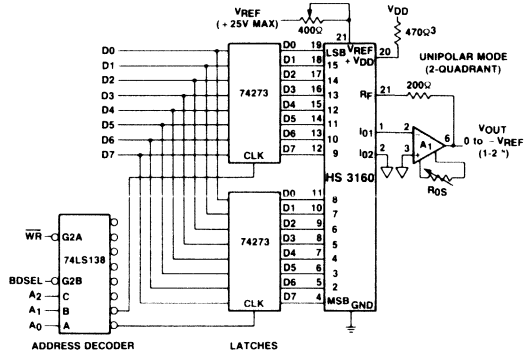 VREF
(+25V MAX)
400Ω
21
VDD
470Ω3
20
UNIPOLAR MODE
(2-QUADRANT)
D0
D1
D2
D3
D4
D5
D6
D7
74273
CLK
D0 19 LSB VREF
+ VDD
D1 18 15
D2 17 14
D3 16 13
D4 15 12
D5 14 11
D6 13 10
D7 12 9
HS 3160
RF 21 200Ω
IO1 1 2
IO2 2 3
A1 6
VOUT
0 to - VREF
(1-2 n)
ROS
74273
CLK
D0 11 8
D1 10 7
D2 9 6
D3 8 5
D4 7 4
D5 6 3
D6 5 2
D7 4 MSB GND
WR G2A
74LS138
BDSEL G2B
A2 C
A1 B
A0 A
ADDRESS DECODER
LATCHES